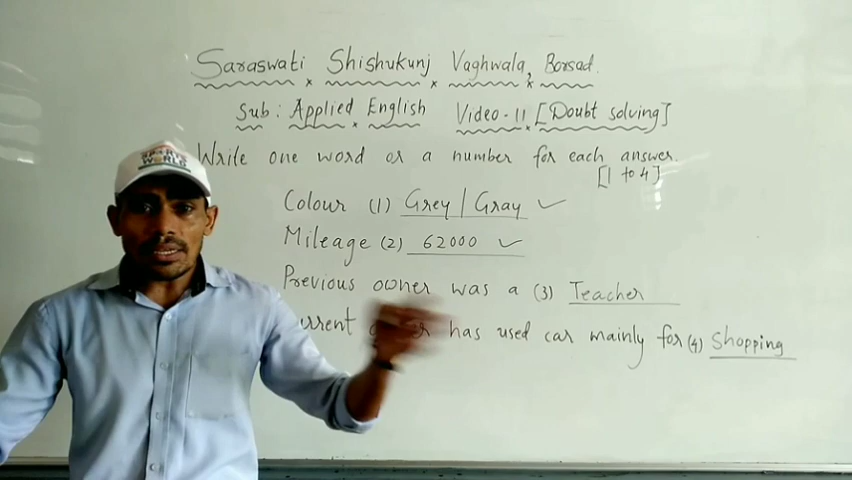 Saraswati Shishukunj Vaghwala, Borsad.
Sub : Applied English Video - 11 [Doubt solving]
Write one word or a number for each answer.
[1 to 4]
SPORTS
WORLD
Colour (1) Grey / Gray ✓
Mileage (2) 62000 ✓
Previous owner was a (3) Teacher
has used car mainly for (4) Shopping